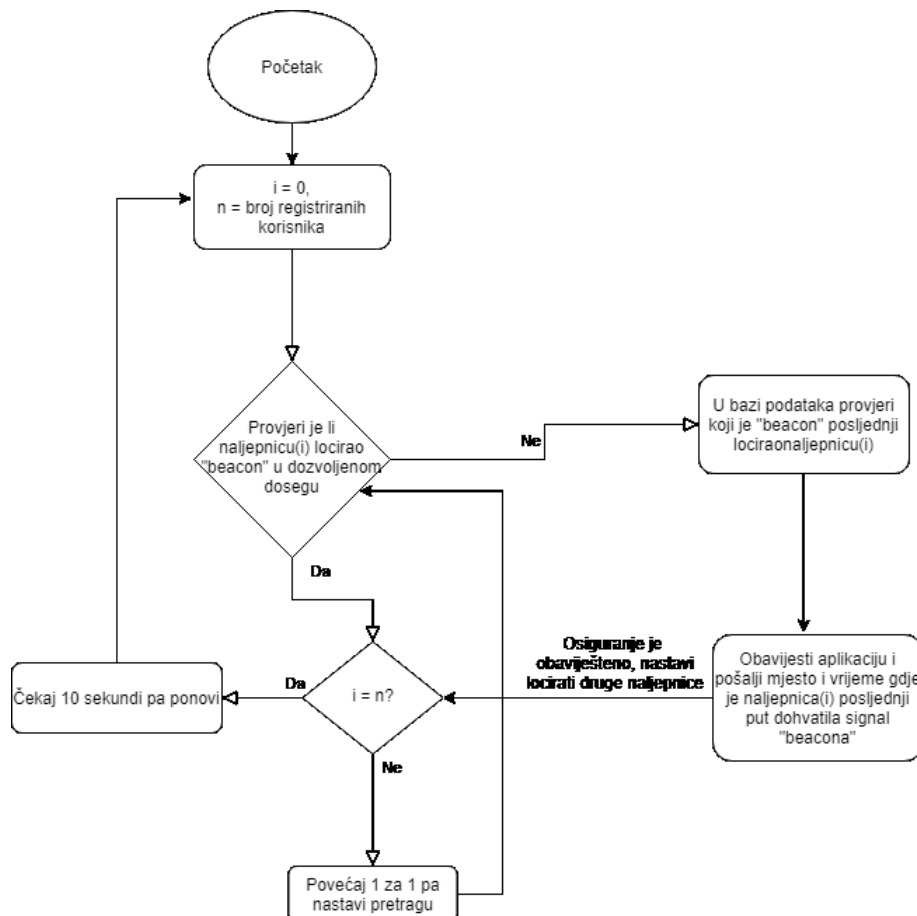 Početak
i = 0,
n = broj registriranih
korisnika
Provjeri je li
naljepnicu(i) locirao
"beacon" u dozvoljenom
dosegu
Ne
U bazi podataka provjeri
koji je "beacon" posljednji
lociraonaljepnicu(i)
Da
Osiguranje je
obaviješteno, nastavi
locirati druge naljepnice
Obavijesti aplikaciju i
pošalji mjesto i vrijeme gdje
je naljepnica(i) posljednji
put dohvatila signal
"beacona"
i = n?
Da
Čekaj 10 sekundi pa ponovi
Ne
Povećaj 1 za 1 pa
nastavi pretragu